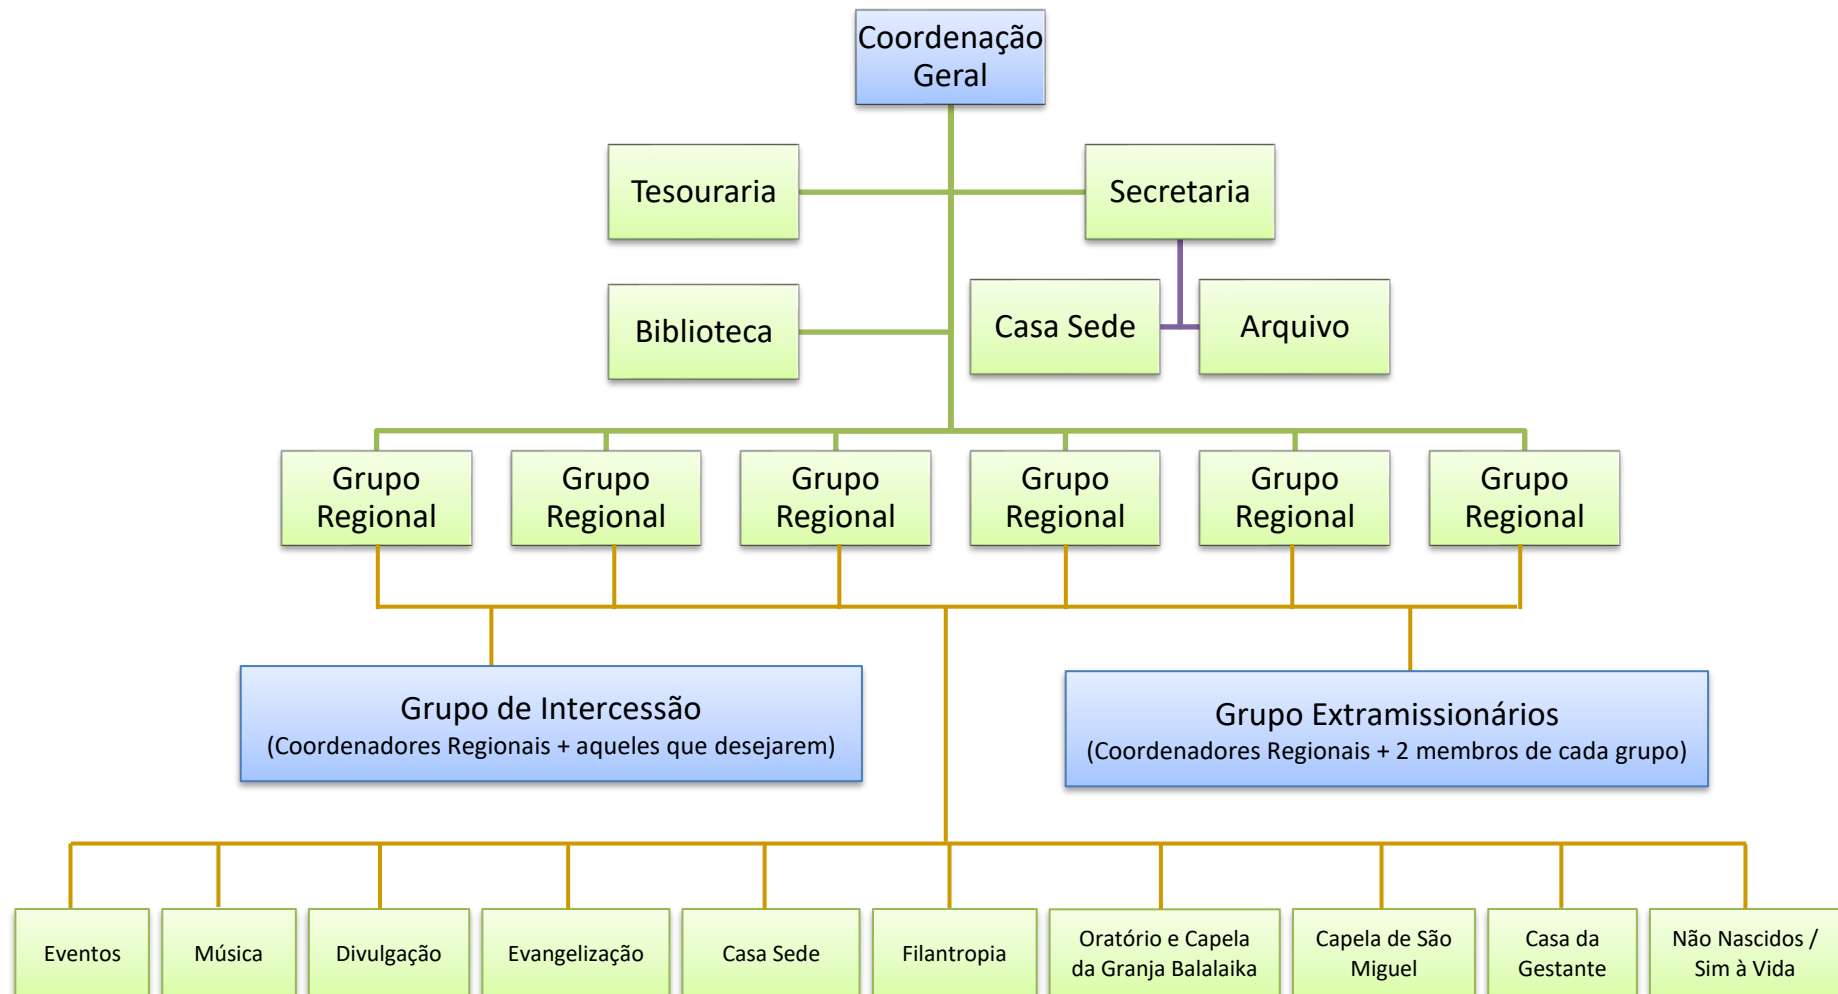 Coordenação
Geral
Tesouraria
Secretaria
Biblioteca
Casa Sede
Arquivo
Grupo
Regional
Grupo
Regional
Grupo
Regional
Grupo
Regional
Grupo
Regional
Grupo
Regional
Grupo de Intercessão
(Coordenadores Regionais + aqueles que desejarem)
Grupo Extramissionários
(Coordenadores Regionais + 2 membros de cada grupo)
Eventos
Música
Divulgação
Evangelização
Casa Sede
Filantropia
Oratório e Capela
da Granja Balalaika
Capela de São
Miguel
Casa da
Gestante
Não Nascidos /
Sim à Vida